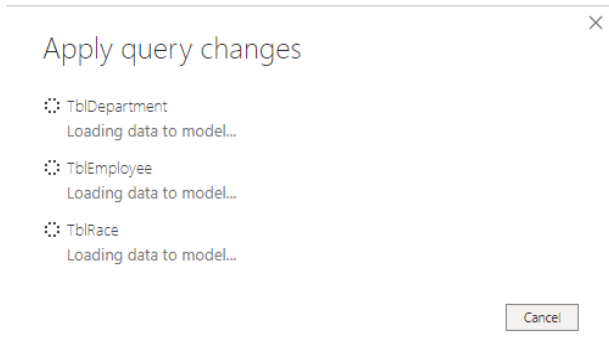 Apply query changes
TblDepartment
Loading data to model...
TblEmployee
Loading data to model...
TblRace
Loading data to model...
Cancel